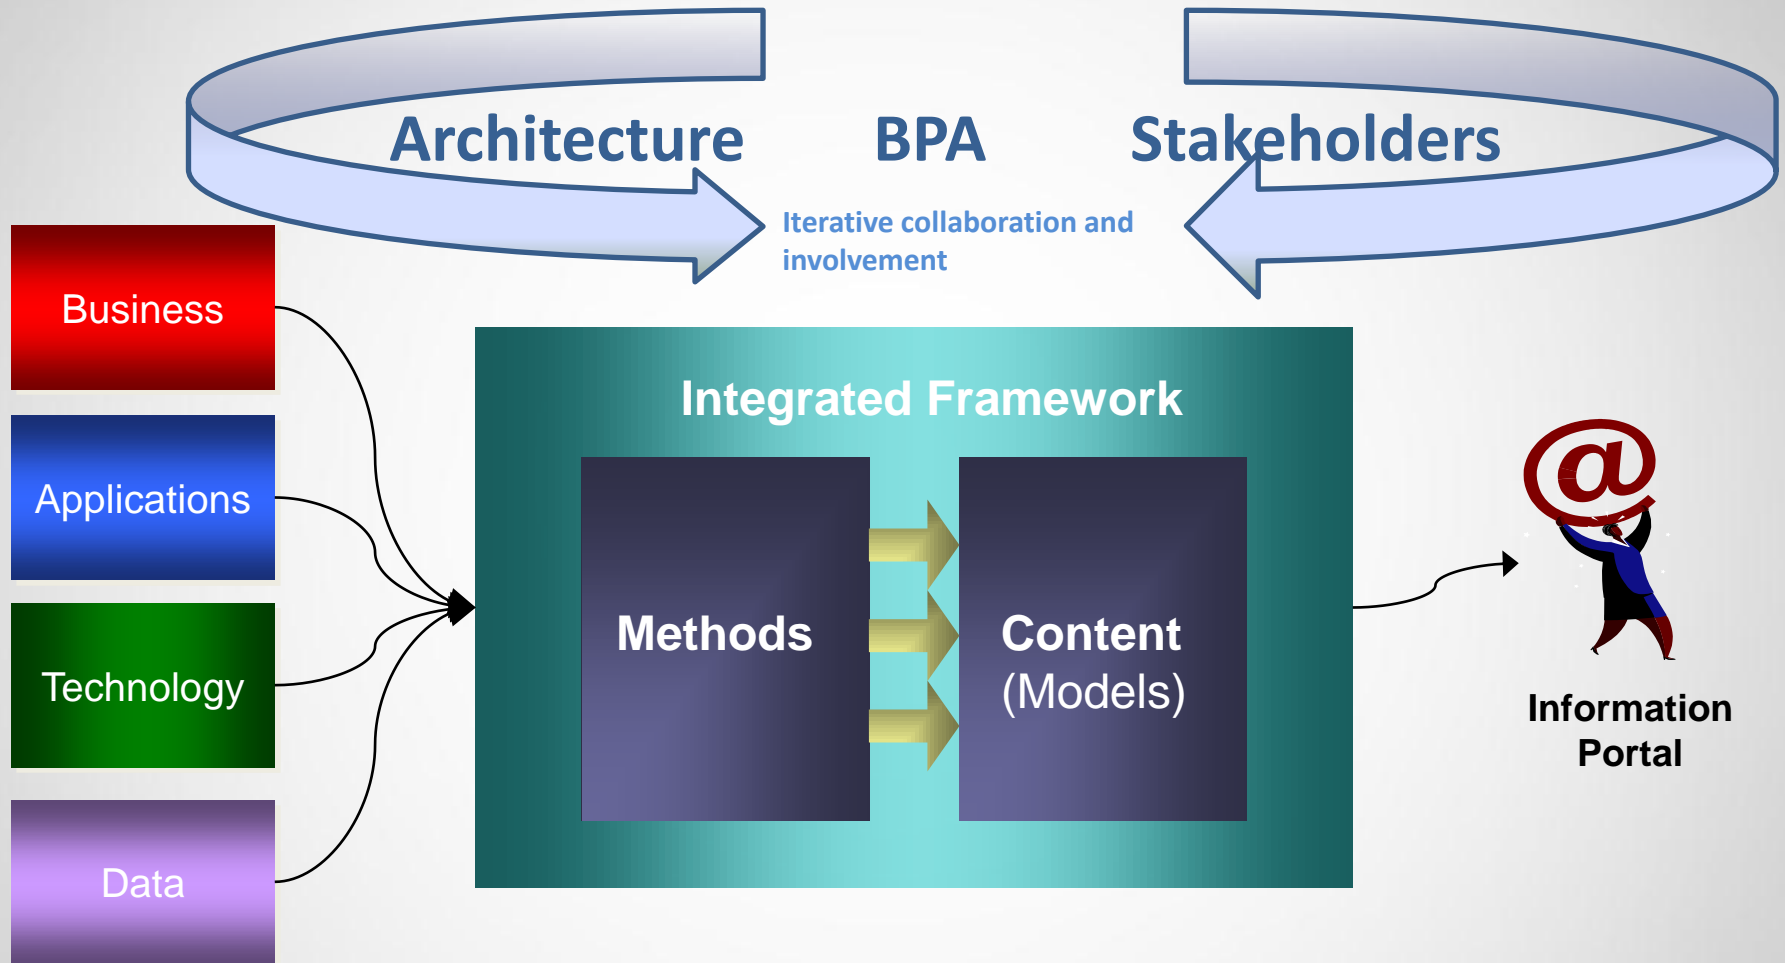 Architecture BPA Stakeholders
Iterative collaboration and
involvement
Business
Applications
Technology
Data
Integrated Framework
Methods
Content
(Models)
@
Information
Portal